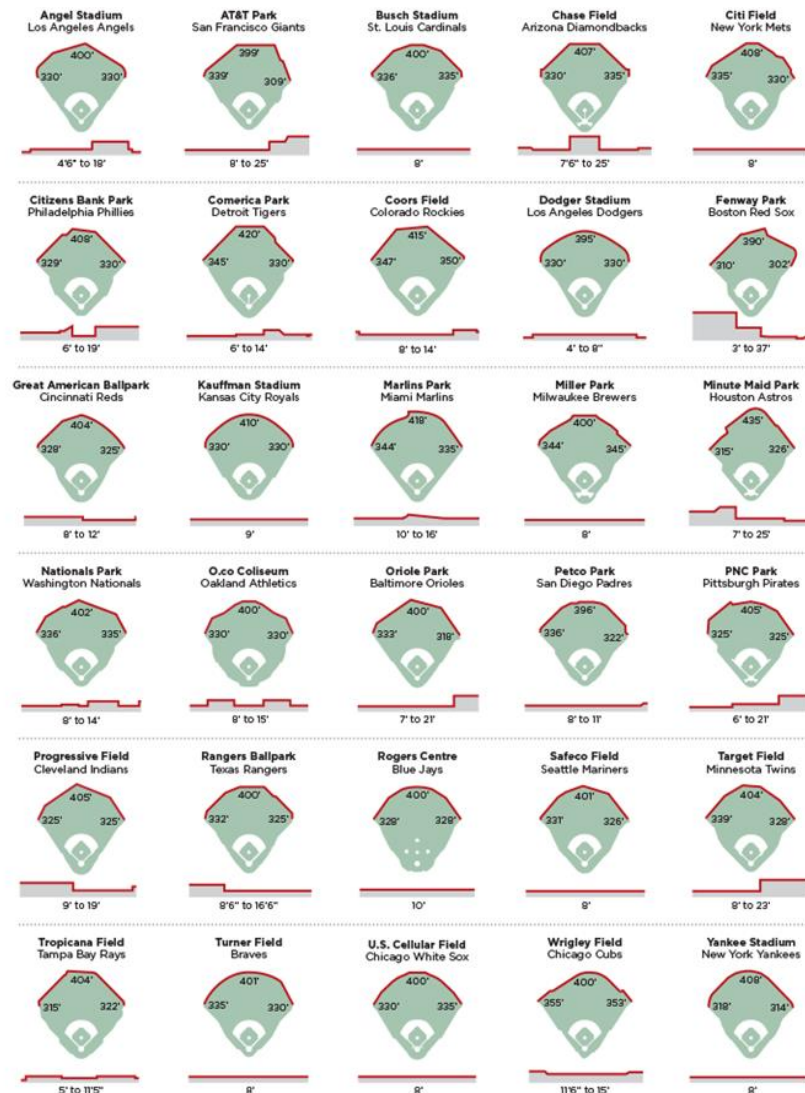 Angel Stadium
Los Angeles Angels
400'
330' 330'
4'6" to 18'
AT&T Park
San Francisco Giants
399'
339' 309'
8' to 25'
Busch Stadium
St. Louis Cardinals
400'
336' 335'
8'
Chase Field
Arizona Diamondbacks
407'
330' 335'
7'6" to 25'
Citi Field
New York Mets
408'
335' 330'
8'
Citizens Bank Park
Philadelphia Phillies
408'
329' 330'
6' to 19'
Comerica Park
Detroit Tigers
420'
345' 330'
6' to 14'
Coors Field
Colorado Rockies
415'
347' 350'
8' to 14'
Dodger Stadium
Los Angeles Dodgers
395'
330' 330'
4' to 8"
Fenway Park
Boston Red Sox
390'
310' 302'
3' to 37'
Great American Ballpark
Cincinnati Reds
404'
328' 325'
8' to 12'
Kauffman Stadium
Kansas City Royals
410'
330' 330'
9'
Marlins Park
Miami Marlins
418'
344' 335'
10' to 16'
Miller Park
Milwaukee Brewers
400'
344' 345'
8'
Minute Maid Park
Houston Astros
435'
315' 326'
7' to 25'
Nationals Park
Washington Nationals
402'
336' 335'
8' to 14'
O.co Coliseum
Oakland Athletics
400'
330' 330'
8' to 15'
Oriole Park
Baltimore Orioles
400'
333' 318'
7' to 21'
Petco Park
San Diego Padres
396'
336' 322'
8' to 11'
PNC Park
Pittsburgh Pirates
405'
325' 325'
6' to 21'
Progressive Field
Cleveland Indians
405'
325' 325'
9' to 19'
Rangers Ballpark
Texas Rangers
400'
332' 325'
8'6" to 16'6"
Rogers Centre
Blue Jays
400'
328' 328'
10'
Safeco Field
Seattle Mariners
401'
331' 326'
8'
Target Field
Minnesota Twins
404'
339' 328'
8' to 23'
Tropicana Field
Tampa Bay Rays
404'
315' 322'
5' to 11'5"
Turner Field
Braves
401'
335' 330'
8'
U.S. Cellular Field
Chicago White Sox
400'
330' 335'
8'
Wrigley Field
Chicago Cubs
400'
355' 353'
11'6" to 15'
Yankee Stadium
New York Yankees
408'
318' 314'
8'